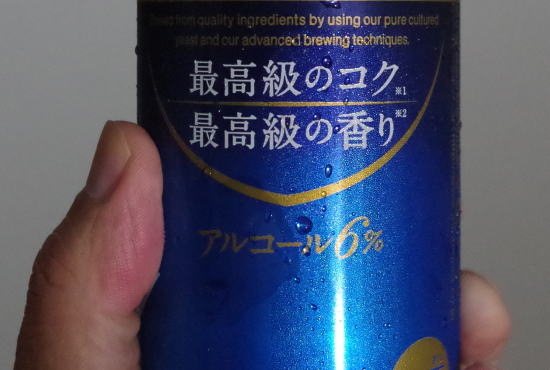 Brewed from quality ingredients by using our pure cultured
yeast and our advanced brewing techniques.
最高級のコク※1
最高級の香り※2
アルコール6%